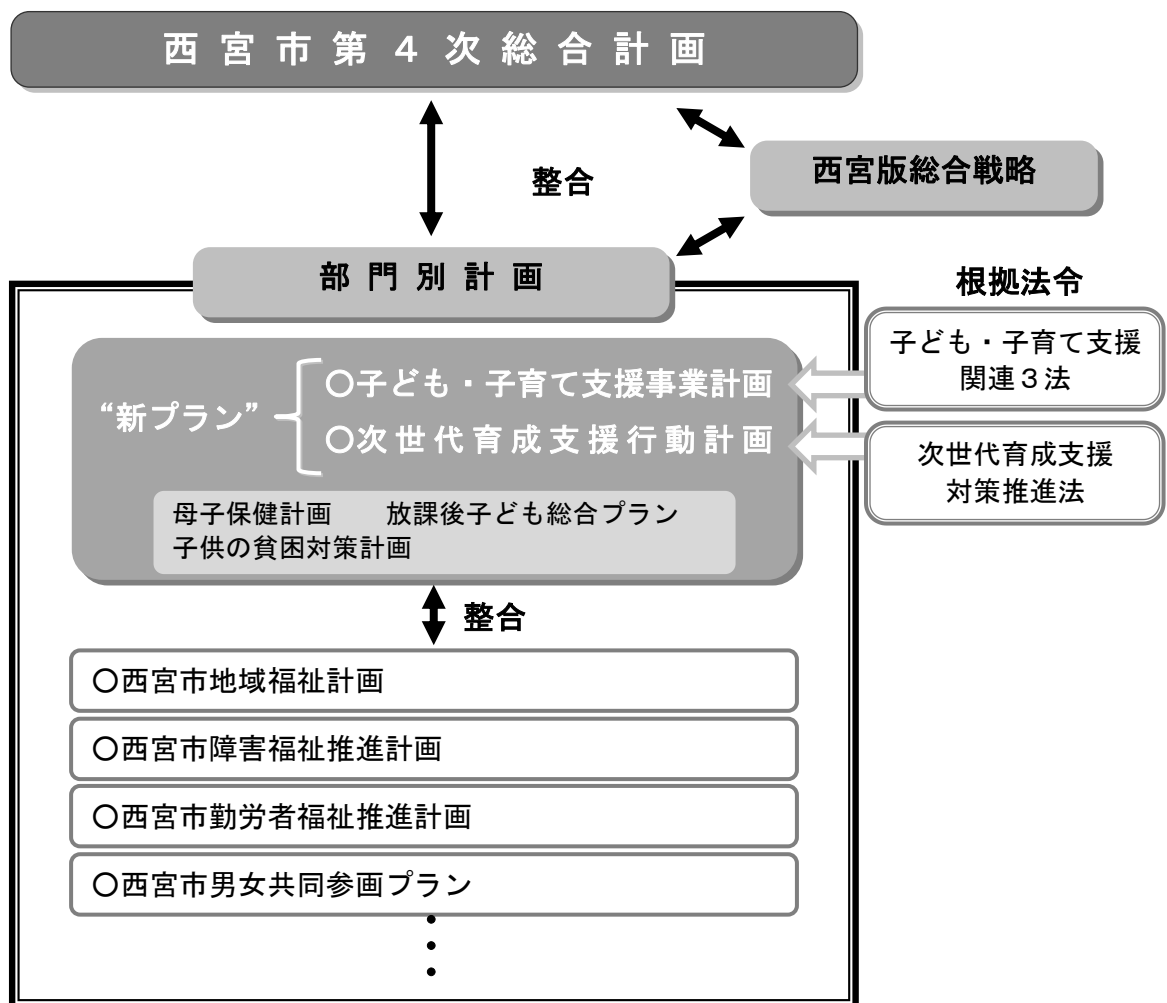 西宮市第４次総合計画
整合
西宮版総合戦略
部門別計画
根拠法令
子ども・子育て支援
関連３法
“新プラン”
〇子ども・子育て支援事業計画
〇次世代育成支援行動計画
次世代育成支援
対策推進法
母子保健計画　　放課後子ども総合プラン
子供の貧困対策計画
整合
〇西宮市地域福祉計画
〇西宮市障害福祉推進計画
〇西宮市勤労者福祉推進計画
〇西宮市男女共同参画プラン